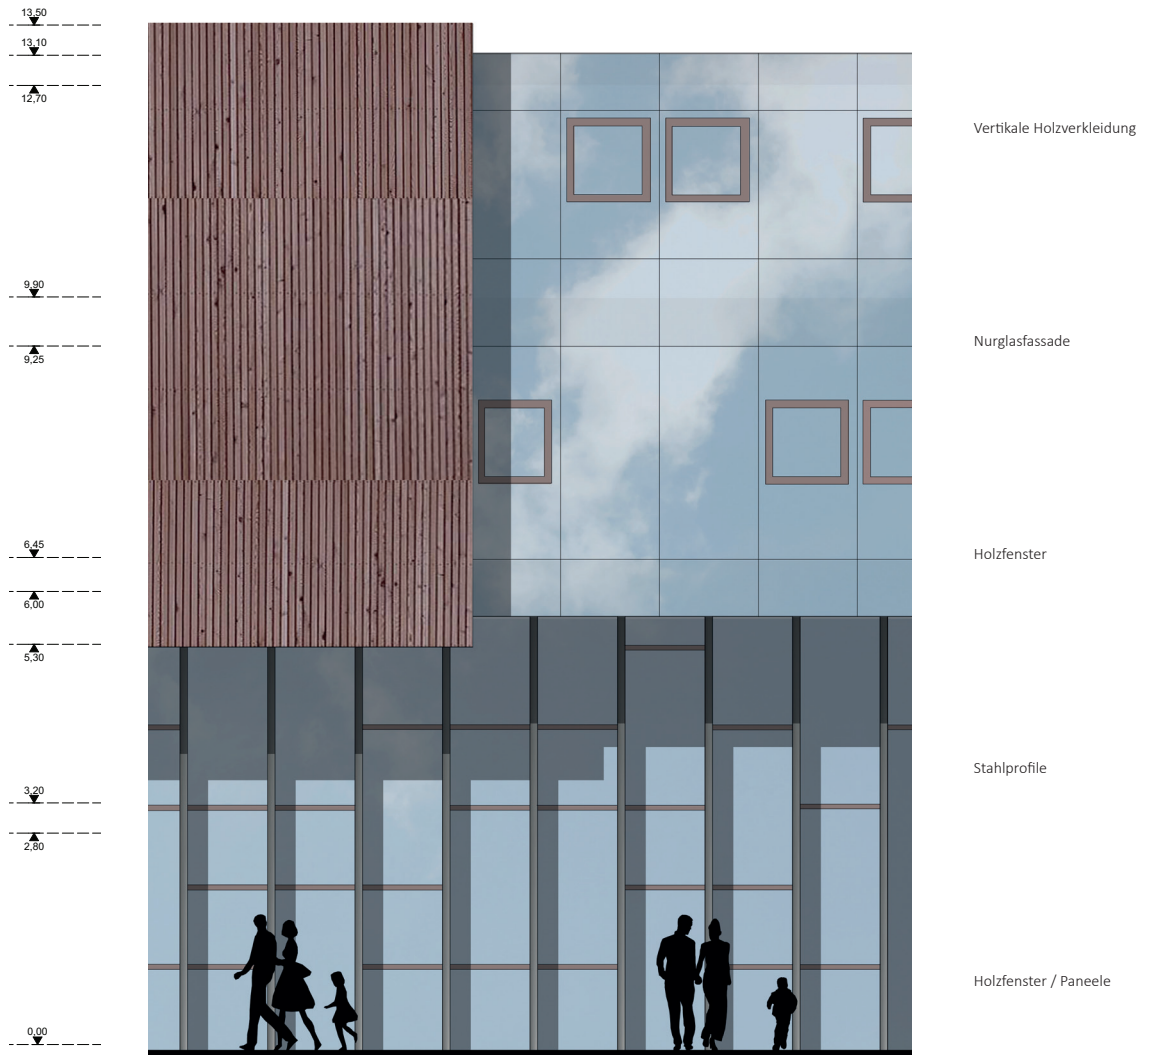 13,50
13,10
12,70
Vertikale Holzverkleidung
9,90
Nurglasfassade
9,25
6,45
Holzfenster
6,00
5,30
Stahlprofile
3,20
2,80
Holzfenster / Paneele
0,00